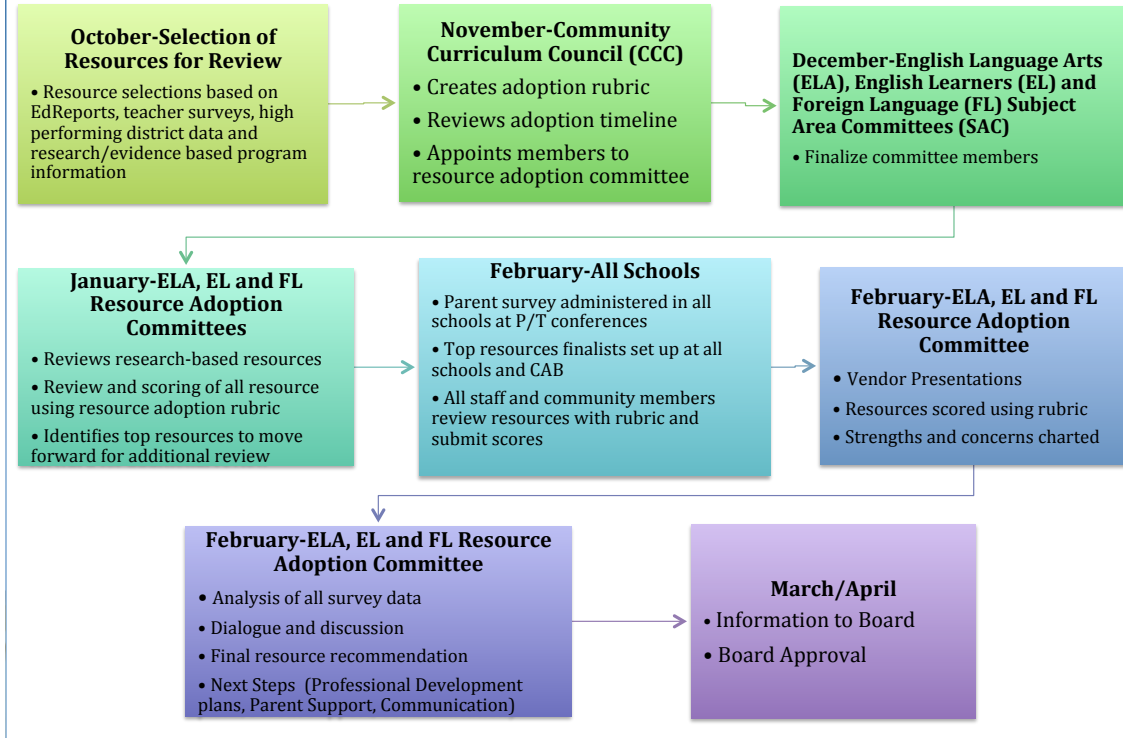 October-Selection of
Resources for Review
• Resource selections based on
EdReports, teacher surveys, high
performing district data and
research/evidence based program
information
November-Community
Curriculum Council (CCC)
• Creates adoption rubric
• Reviews adoption timeline
• Appoints members to
resource adoption committee
December-English Language Arts
(ELA), English Learners (EL) and
Foreign Language (FL) Subject
Area Committees (SAC)
• Finalize committee members
January-ELA, EL and FL
Resource Adoption
Committees
• Reviews research-based resources
• Review and scoring of all resource
using resource adoption rubric
• Identifies top resources to move
forward for additional review
February-All Schools
• Parent survey administered in all
schools at P/T conferences
• Top resources finalists set up at all
schools and CAB
• All staff and community members
review resources with rubric and
submit scores
February-ELA, EL and FL
Resource Adoption
Committee
• Vendor Presentations
• Resources scored using rubric
• Strengths and concerns charted
February-ELA, EL and FL Resource
Adoption Committee
• Analysis of all survey data
• Dialogue and discussion
• Final resource recommendation
• Next Steps (Professional Development
plans, Parent Support, Communication)
March/April
• Information to Board
• Board Approval